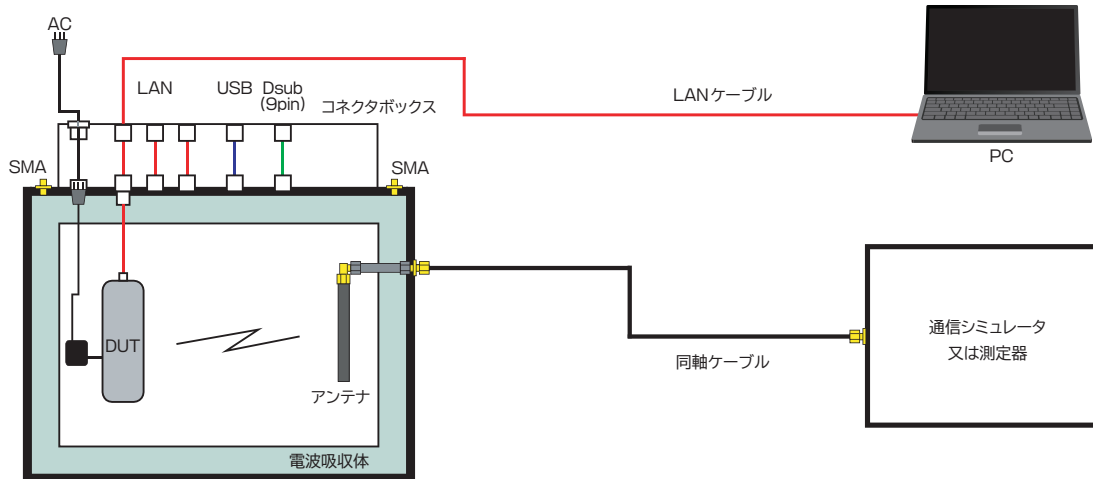 AC
LAN
USB
Dsub
(9pin)
コネクタボックス
LANケーブル
PC
SMA
SMA
DUT
アンテナ
電波吸収体
同軸ケーブル
通信シミュレータ
又は測定器